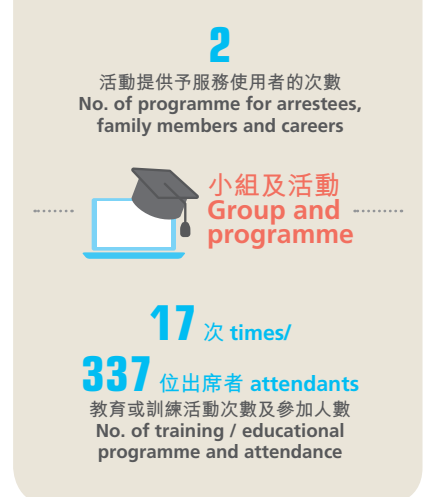 2
活動提供予服務使用者的次數
No. of programme for arrestees,
family members and careers
小組及活動
Group and
programme
17 次 times/
337 位出席者 attendants
教育或訓練活動次數及參加人數
No. of training / educational
programme and attendance